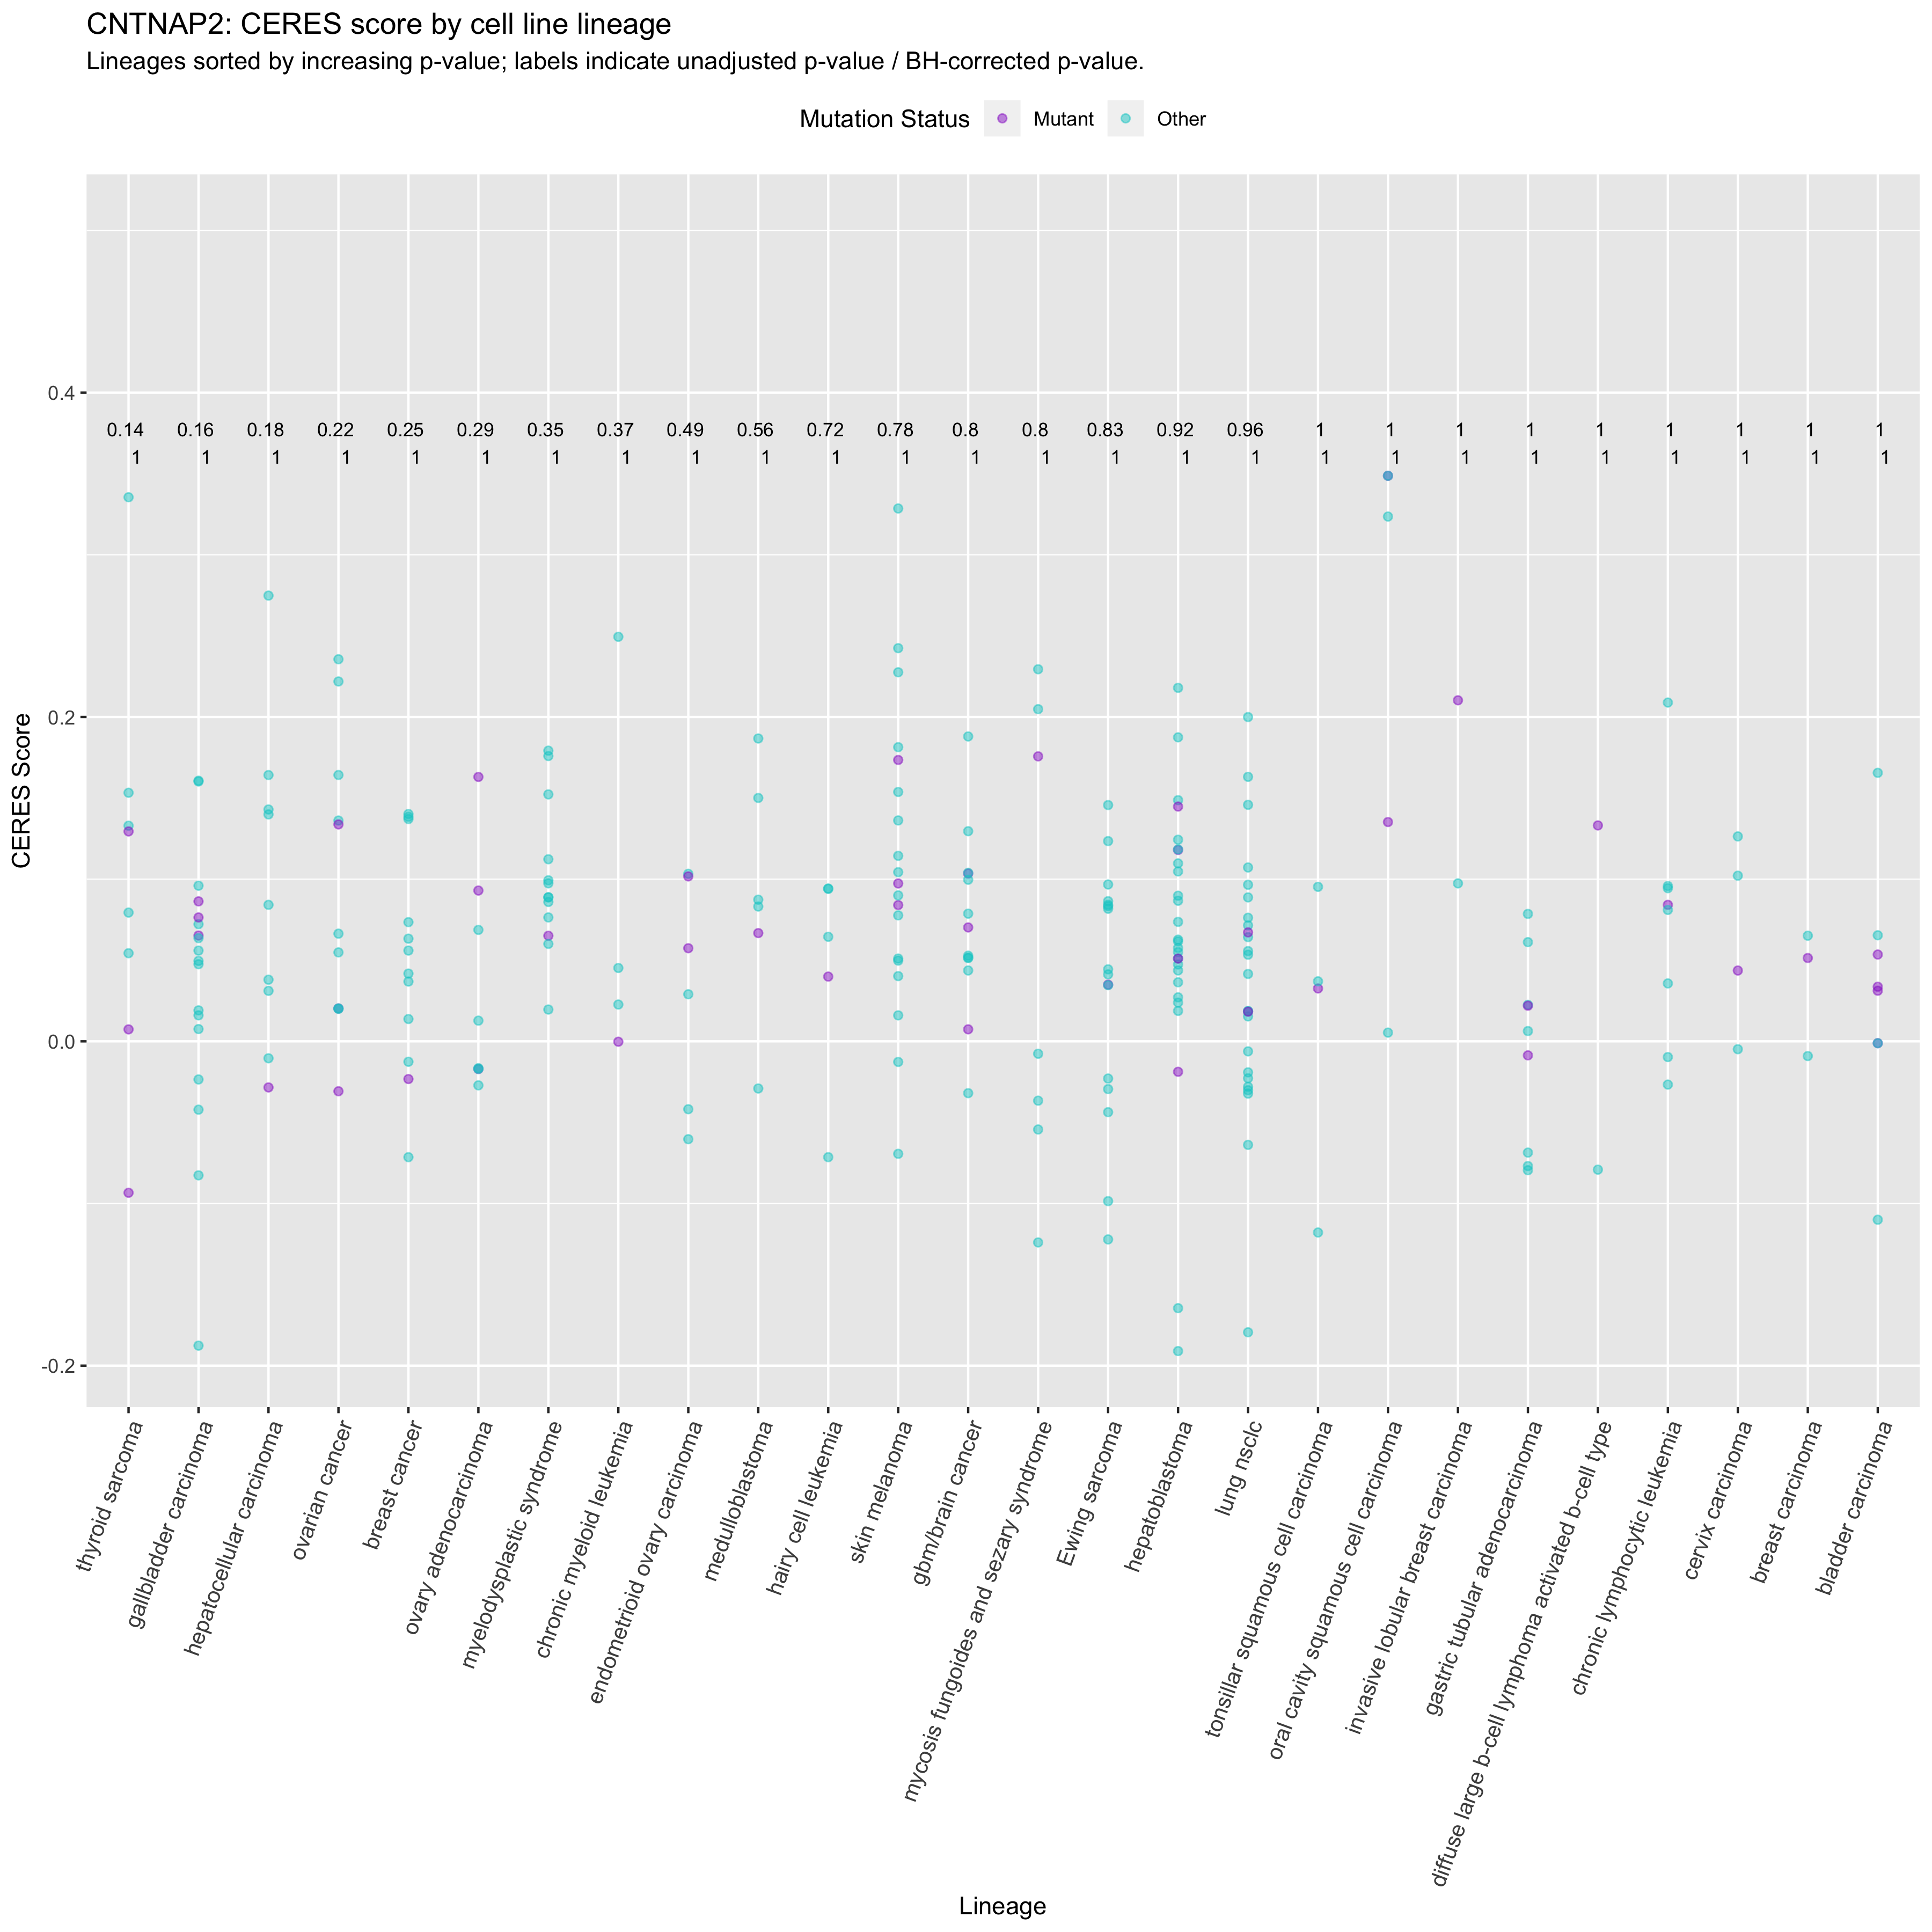 CNTNAP2: CERES score by cell line lineage
Lineages sorted by increasing p-value; labels indicate unadjusted p-value / BH-corrected p-value.
Mutation Status Mutant Other
0.4
0.14 0.16 0.18 0.22 0.25 0.29 0.35 0.37 0.49 0.56 0.72 0.78 0.8 0.8 0.83 0.92 0.96 1 1 1 1 1 1 1 1 1
1 1 1 1 1 1 1 1 1 1 1 1 1 1 1 1 1 1 1 1 1 1 1 1 1 1
0.2
0.0
-0.2
CERES Score
thyroid sarcoma
gallbladder carcinoma
hepatocellular carcinoma
ovarian cancer
breast cancer
ovary adenocarcinoma
myelodysplastic syndrome
chronic myeloid leukemia
endometrioid ovary carcinoma
medulloblastoma
hairy cell leukemia
skin melanoma
gbm/brain cancer
mycosis fungoides and sezary syndrome
Ewing sarcoma
hepatoblastoma
lung nsclc
tonsillar squamous cell carcinoma
oral cavity squamous cell carcinoma
invasive lobular breast carcinoma
gastric tubular adenocarcinoma
diffuse large b-cell lymphoma activated b-cell type
chronic lymphocytic leukemia
cervix carcinoma
breast carcinoma
bladder carcinoma
Lineage